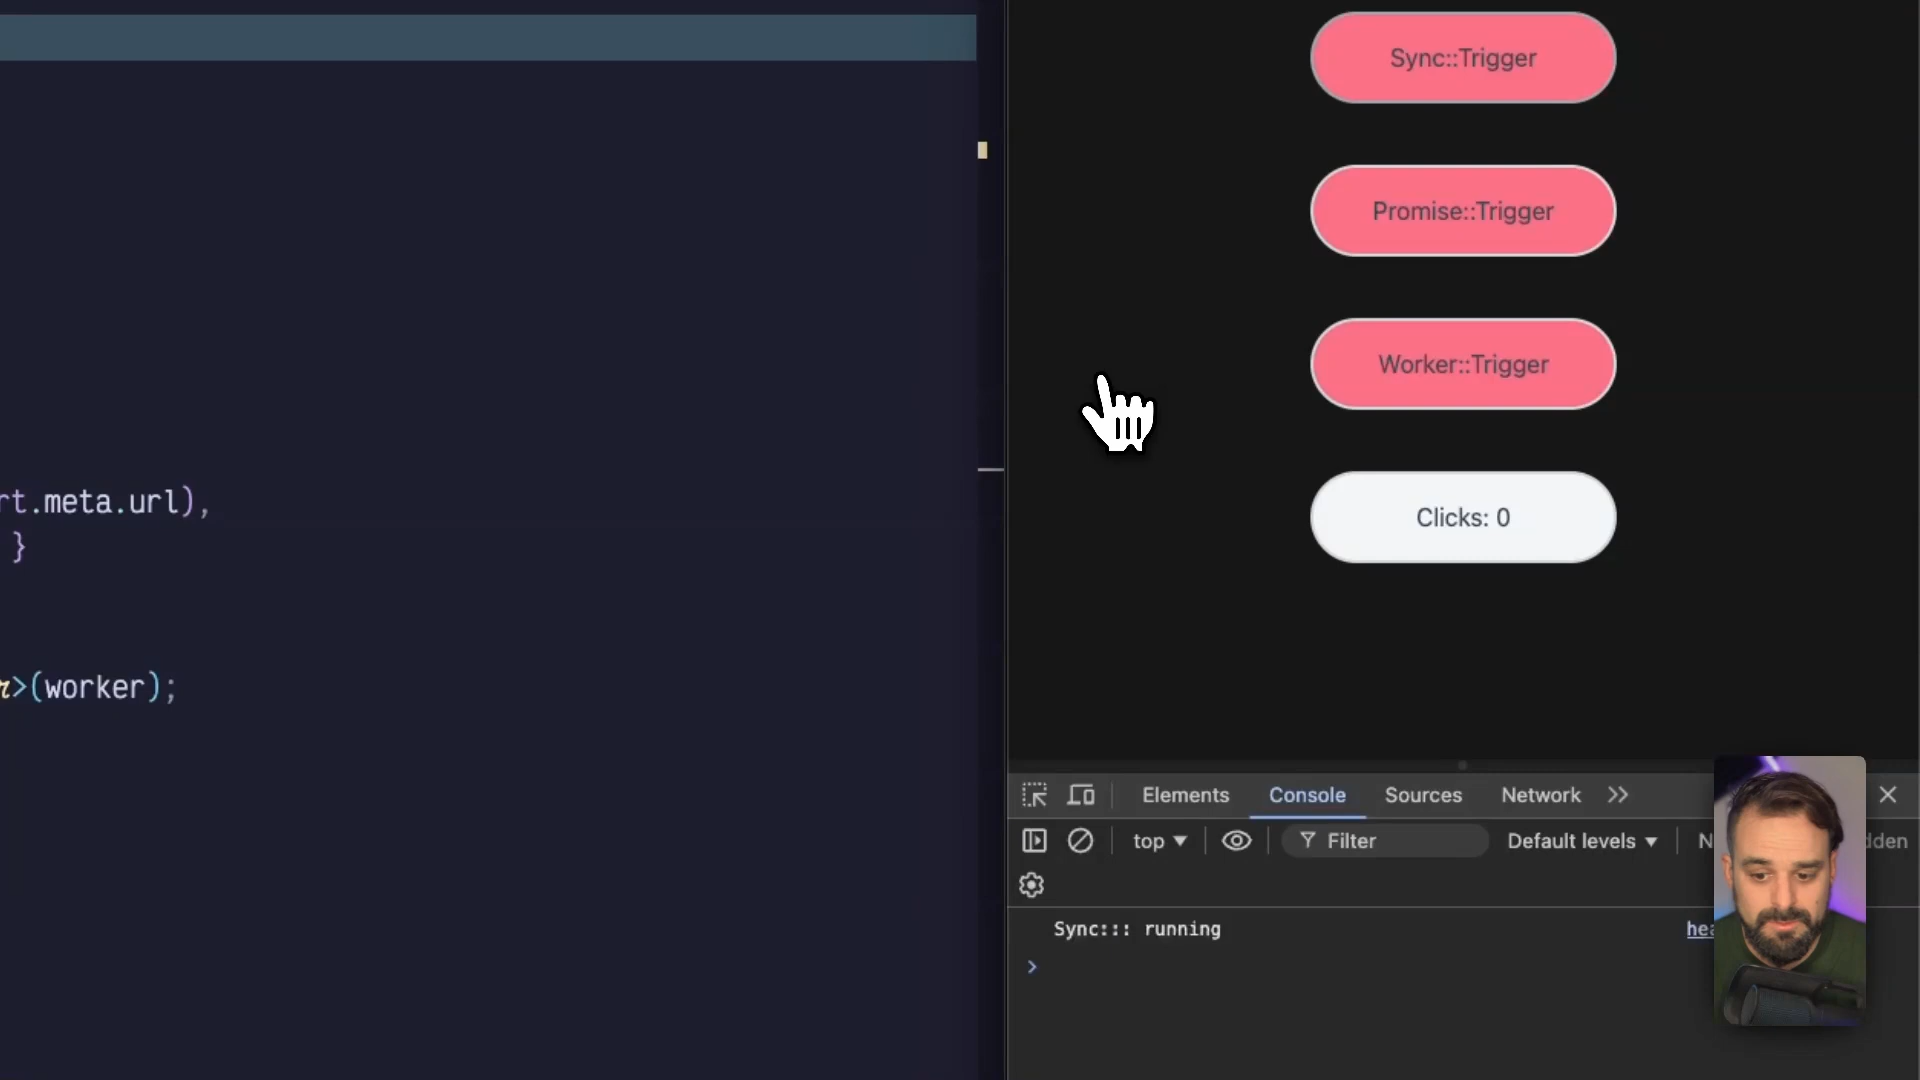 rt.meta.url),
}
r>(worker);
Sync::Trigger
Promise::Trigger
Worker::Trigger
Clicks: 0
Elements Console Sources Network
top Filter Default levels
Sync::: running